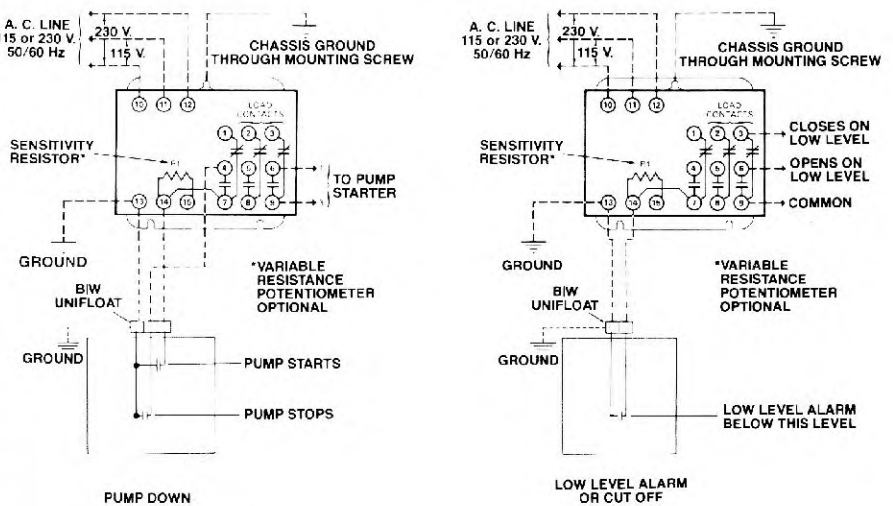 A. C. LINE
115 or 230 V.
50/60 Hz
230 V.
115 V.
CHASSIS GROUND
THROUGH MOUNTING SCREW
10 11 12
LOAD
CONTACTS
1 2 3
SENSITIVITY
RESISTOR*
R1
4 5 6
TO PUMP
STARTER
13 14 15
7 8 9
GROUND
*VARIABLE
RESISTANCE
POTENTIOMETER
OPTIONAL
B/W
UNIFLOAT
GROUND
PUMP STARTS
PUMP STOPS
PUMP DOWN
A. C. LINE
115 or 230 V.
50/60 Hz
230 V.
115 V.
CHASSIS GROUND
THROUGH MOUNTING SCREW
10 11 12
LOAD
CONTACTS
1 2 3
CLOSES ON
LOW LEVEL
SENSITIVITY
RESISTOR*
R1
4 5 6
OPENS ON
LOW LEVEL
13 14 15
7 8 9
COMMON
GROUND
*VARIABLE
RESISTANCE
POTENTIOMETER
OPTIONAL
B/W
UNIFLOAT
GROUND
LOW LEVEL ALARM
BELOW THIS LEVEL
LOW LEVEL ALARM
OR CUT OFF